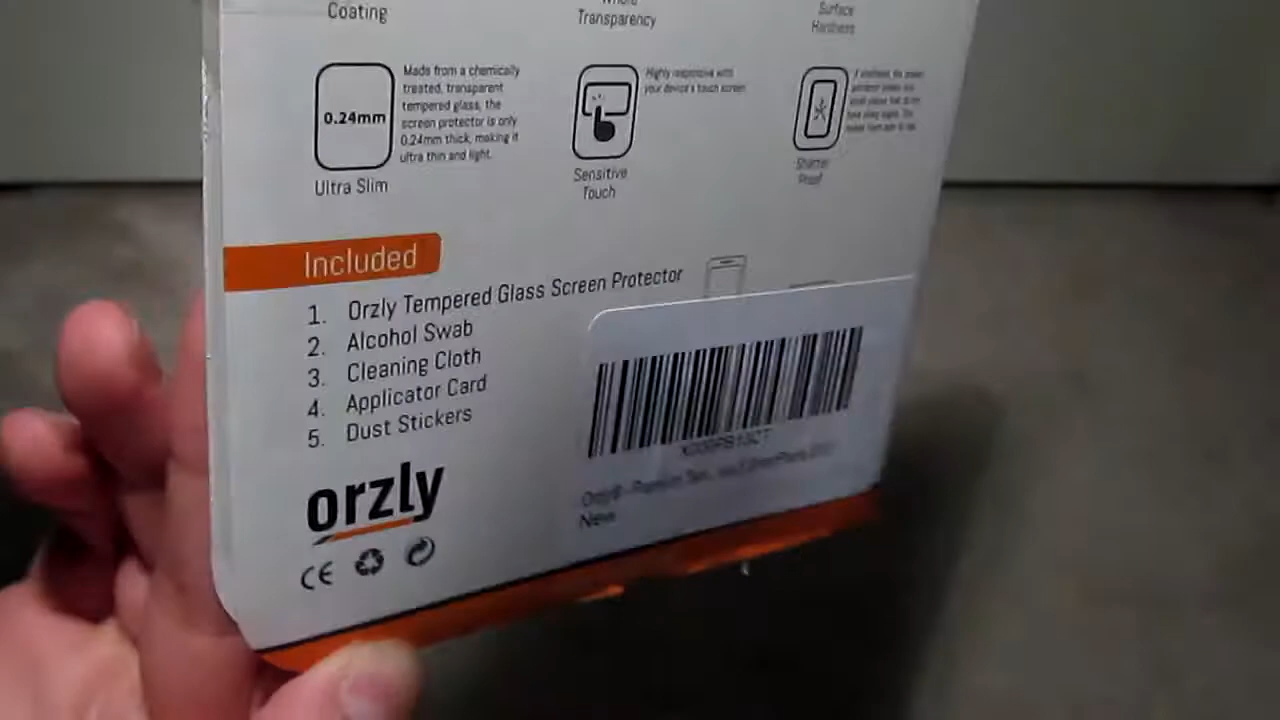 Coating
Whole
Transparency
Surface
Hardness
0.24mm
Made from a chemically
treated, transparent
tempered glass, the
screen protector is only
0.24mm thick, making it
ultra thin and light.
Ultra Slim
Highly responsive with
your device's touch screen
Sensitive
Touch
Shatter
Proof
Included
1. Orzly Tempered Glass Screen Protector
2. Alcohol Swab
3. Cleaning Cloth
4. Applicator Card
5. Dust Stickers
orzly
CE
Orzly® - Premium
New